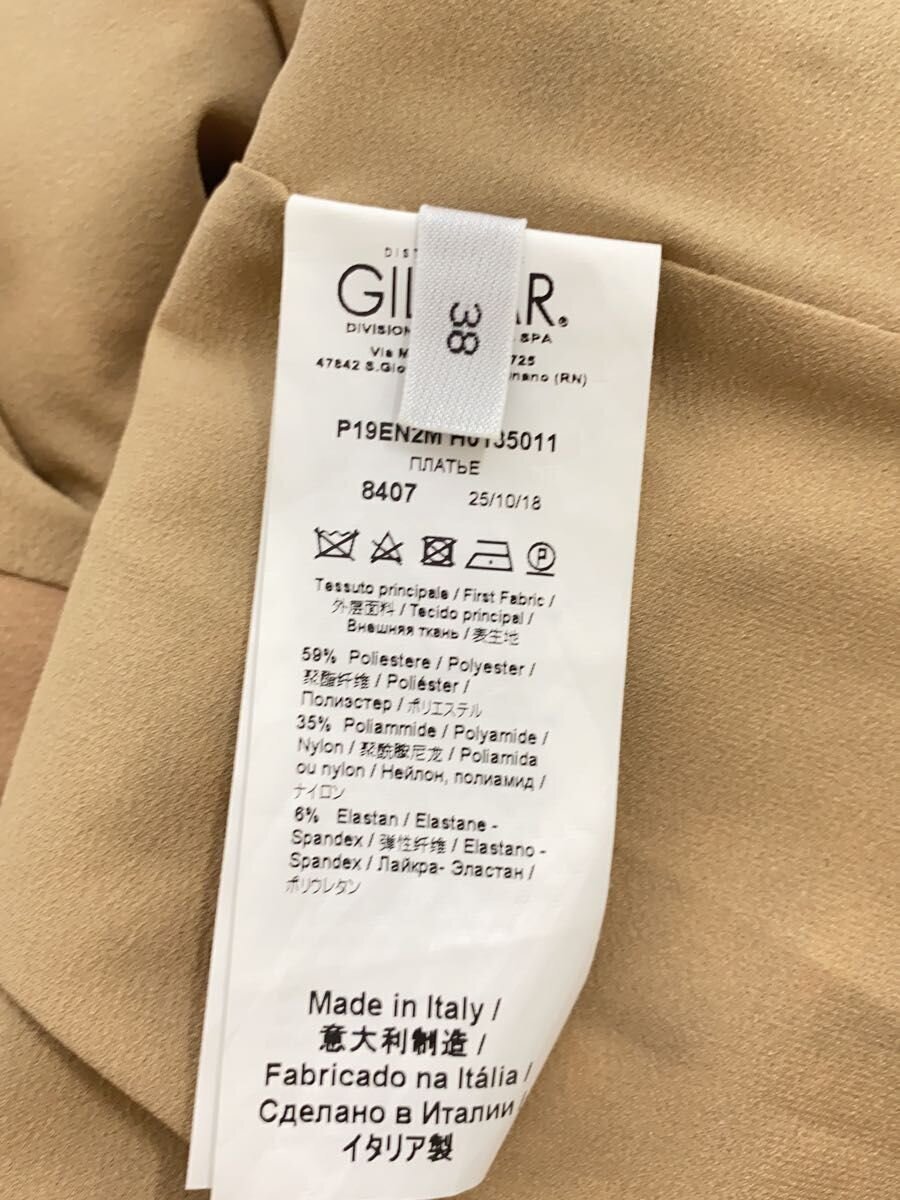 38
DIST
GIL AR®
DIVISION SPA
Via M 725
47842 S.Gio nano (RN)
P19EN2M H0135011
ПЛАТЬЕ
8407 25/10/18
P
Tessuto principale / First Fabric /
外层面料 / Tecido principal /
Внешняя ткань / 表生地
59% Poliestere / Polyester /
聚酯纤维 / Poliéster /
Полиэстер / ポリエステル
35% Poliammide / Polyamide /
Nylon / 聚酰胺尼龙 / Poliamida
ou nylon / Нейлон, полиамид /
ナイロン
6% Elastan / Elastane -
Spandex / 弹性纤维 / Elastano -
Spandex / Лайкра- Эластан /
ポリウレタン
Made in Italy /
意大利制造 /
Fabricado na Itália /
Сделано в Италии /
イタリア製